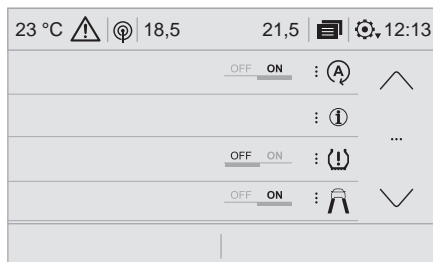 23 °C 18,5 21,5 12:13
OFF ON : A
: i
OFF ON : (!)
OFF ON :
...